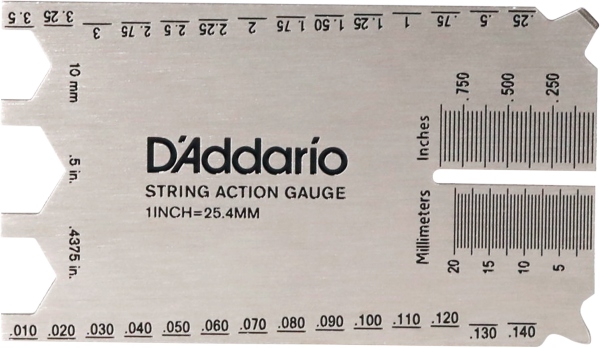 3.5 3.25 3 2.75 2.5 2.25 2 1.75 1.50 1.25 1 .75 .5 .25
10 mm
.5 in.
.4375 in.
D'Addario
STRING ACTION GAUGE
1INCH=25.4MM
Inches
.750 .500 .250
Millimeters
20 15 10 5
.010 .020 .030 .040 .050 .060 .070 .080 .090 .100 .110 .120 .130 .140